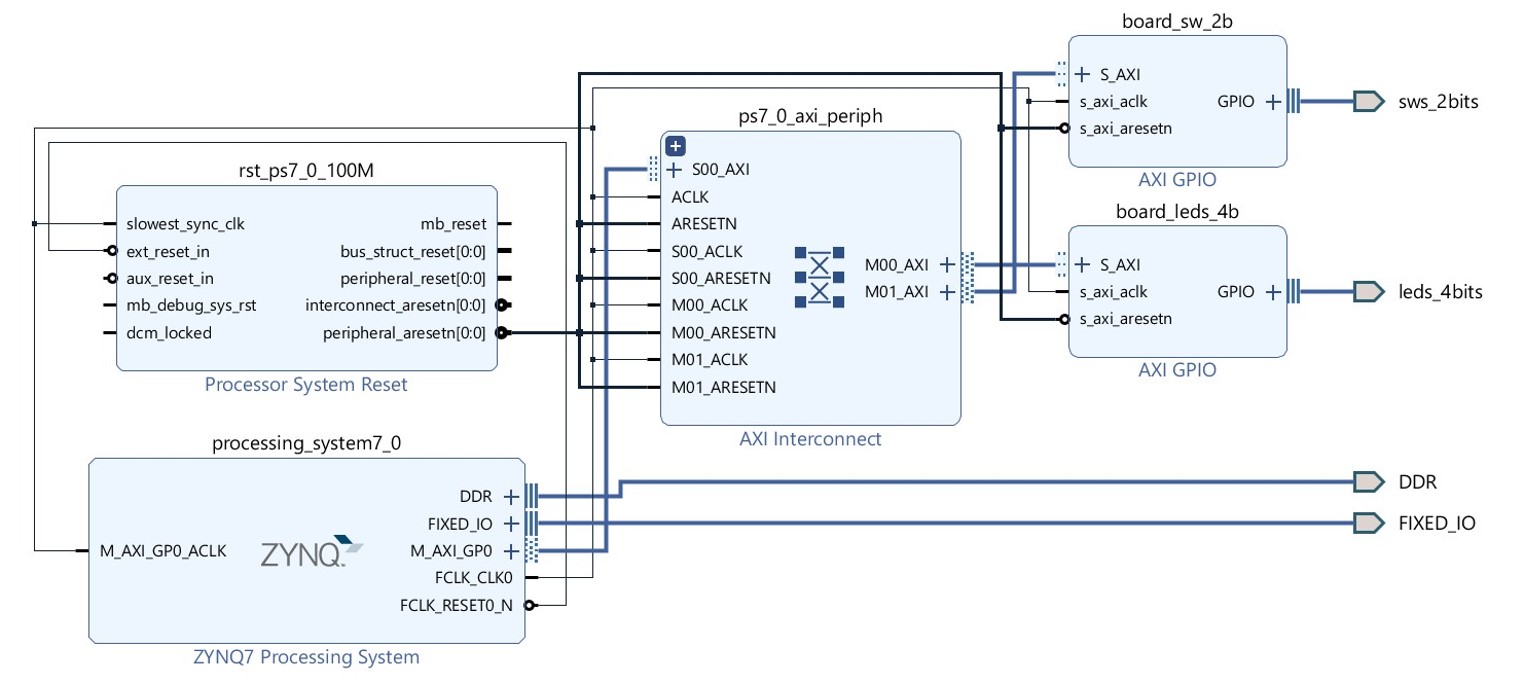 board_sw_2b
S_AXI
s_axi_aclk
GPIO
s_axi_aresetn
sws_2bits
AXI GPIO
ps7_0_axi_periph
S00_AXI
ACLK
ARESETN
S00_ACLK
S00_ARESETN
M00_ACLK
M00_ARESETN
M01_ACLK
M01_ARESETN
M00_AXI
M01_AXI
AXI Interconnect
board_leds_4b
S_AXI
s_axi_aclk
GPIO
s_axi_aresetn
leds_4bits
AXI GPIO
rst_ps7_0_100M
slowest_sync_clk
ext_reset_in
aux_reset_in
mb_debug_sys_rst
dcm_locked
mb_reset
bus_struct_reset[0:0]
peripheral_reset[0:0]
interconnect_aresetn[0:0]
peripheral_aresetn[0:0]
Processor System Reset
processing_system7_0
M_AXI_GP0_ACLK
ZYNQ
DDR
FIXED_IO
M_AXI_GP0
FCLK_CLK0
FCLK_RESET0_N
ZYNQ7 Processing System
DDR
FIXED_IO